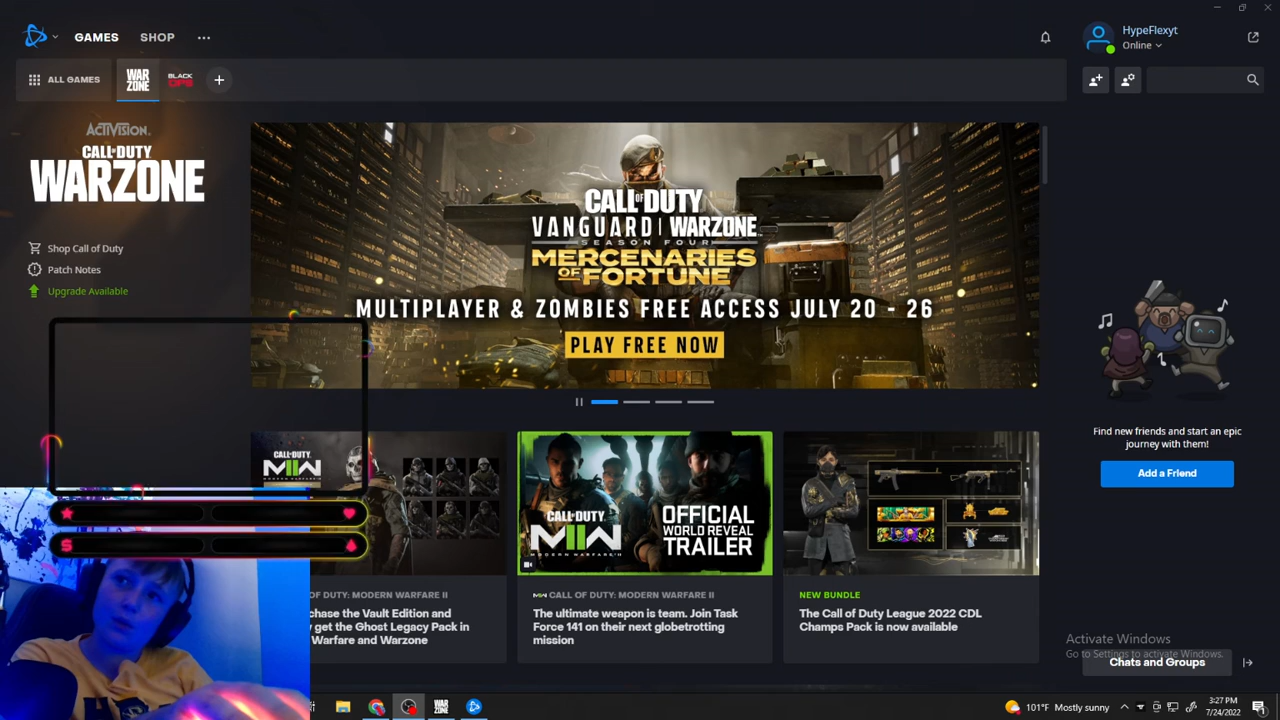 GAMES
SHOP
HypeFlexyt
Online
ALL GAMES
WAR
ZONE
BLACK
OPS
ACTIVISION.
CALL OF DUTY
WARZONE
Shop Call of Duty
Patch Notes
Upgrade Available
CALL OF DUTY
VANGUARD | WARZONE
SEASON FOUR
MERCENARIES
OF FORTUNE
MULTIPLAYER & ZOMBIES FREE ACCESS JULY 20 - 26
PLAY FREE NOW
Find new friends and start an epic
journey with them!
Add a Friend
CALL OF DUTY
MW
CALL OF DUTY
MWII
MODERN WARFARE II
OFFICIAL
WORLD REVEAL
TRAILER
OF DUTY: MODERN WARFARE II
chase the Vault Edition and
get the Ghost Legacy Pack in
Warfare and Warzone
CALL OF DUTY: MODERN WARFARE II
The ultimate weapon is team. Join Task
Force 141 on their next globetrotting
mission
NEW BUNDLE
The Call of Duty League 2022 CDL
Champs Pack is now available
Activate Windows
Go to Settings to activate Windows.
Chats and Groups
WAR
ZONE
101°F Mostly sunny
3:27 PM
7/24/2022